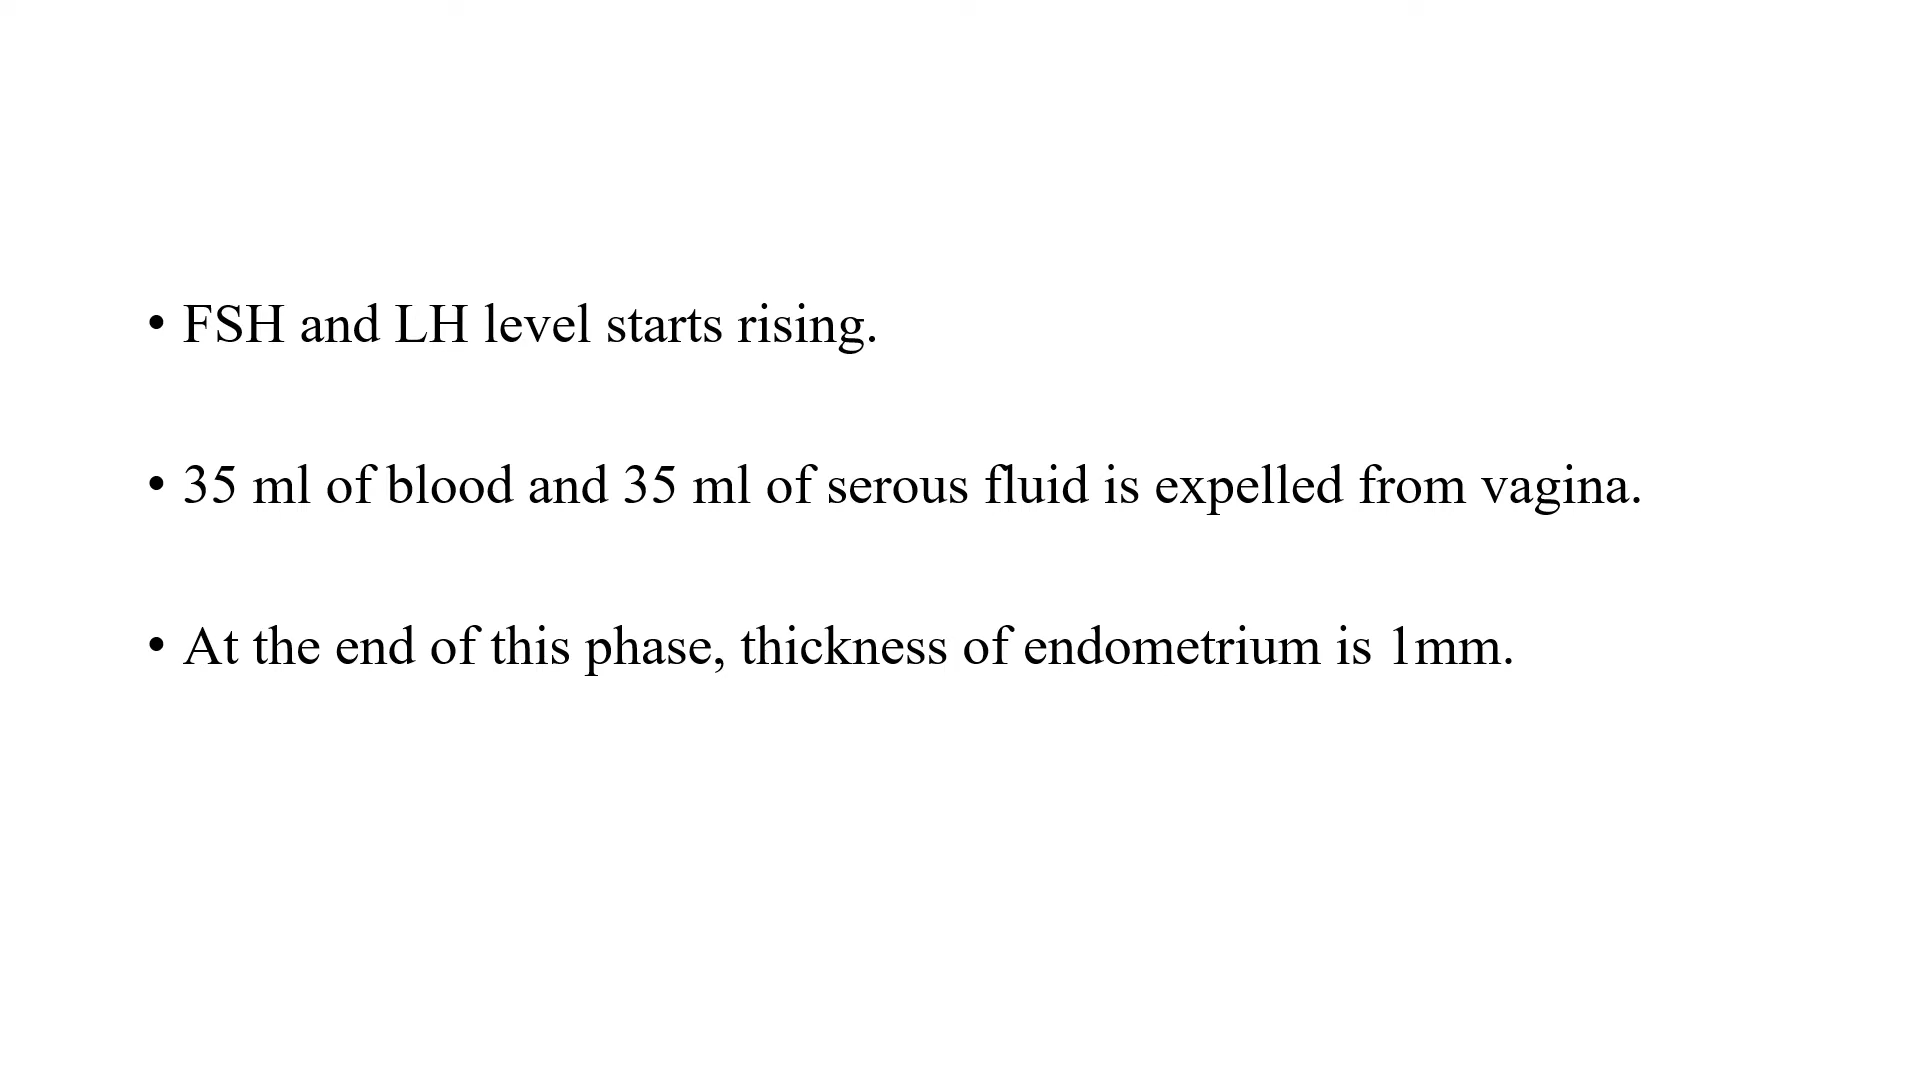 • FSH and LH level starts rising.
• 35 ml of blood and 35 ml of serous fluid is expelled from vagina.
• At the end of this phase, thickness of endometrium is 1mm.